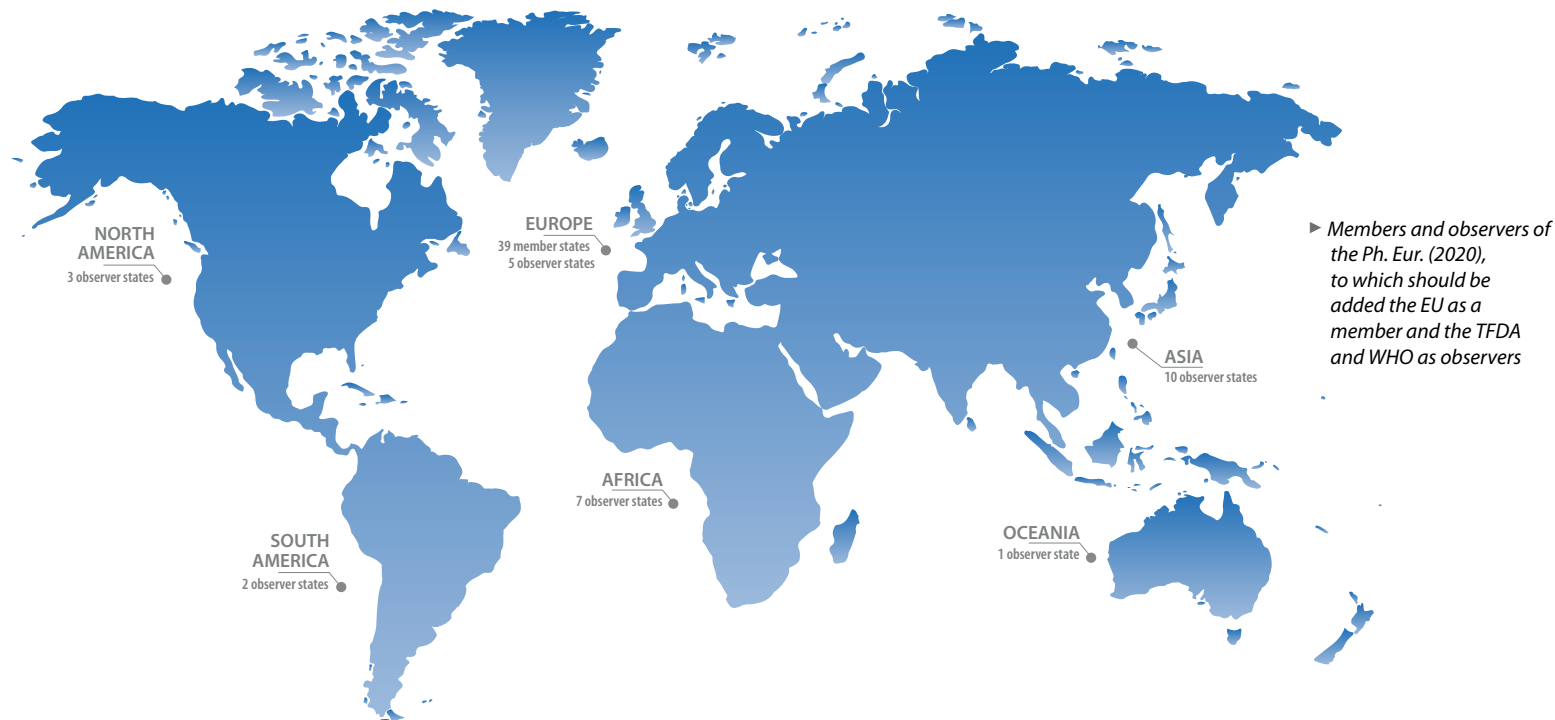 NORTH
AMERICA
3 observer states
EUROPE
39 member states
5 observer states
► Members and observers of
the Ph. Eur. (2020),
to which should be
added the EU as a
member and the TFDA
and WHO as observers
ASIA
10 observer states
AFRICA
7 observer states
SOUTH
AMERICA
2 observer states
OCEANIA
1 observer state